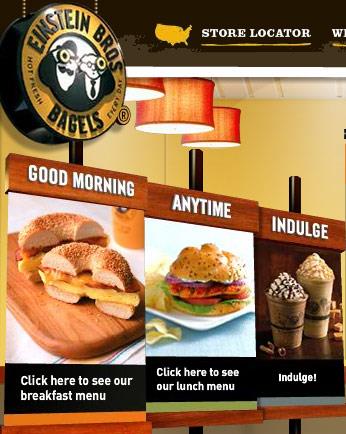 STORE LOCATOR
EINSTEIN BROS
HOT FRESH
EVERY DAY
BAGELS®
GOOD MORNING
ANYTIME
INDULGE
Click here to see our
breakfast menu
Click here to see
our lunch menu
Indulge!